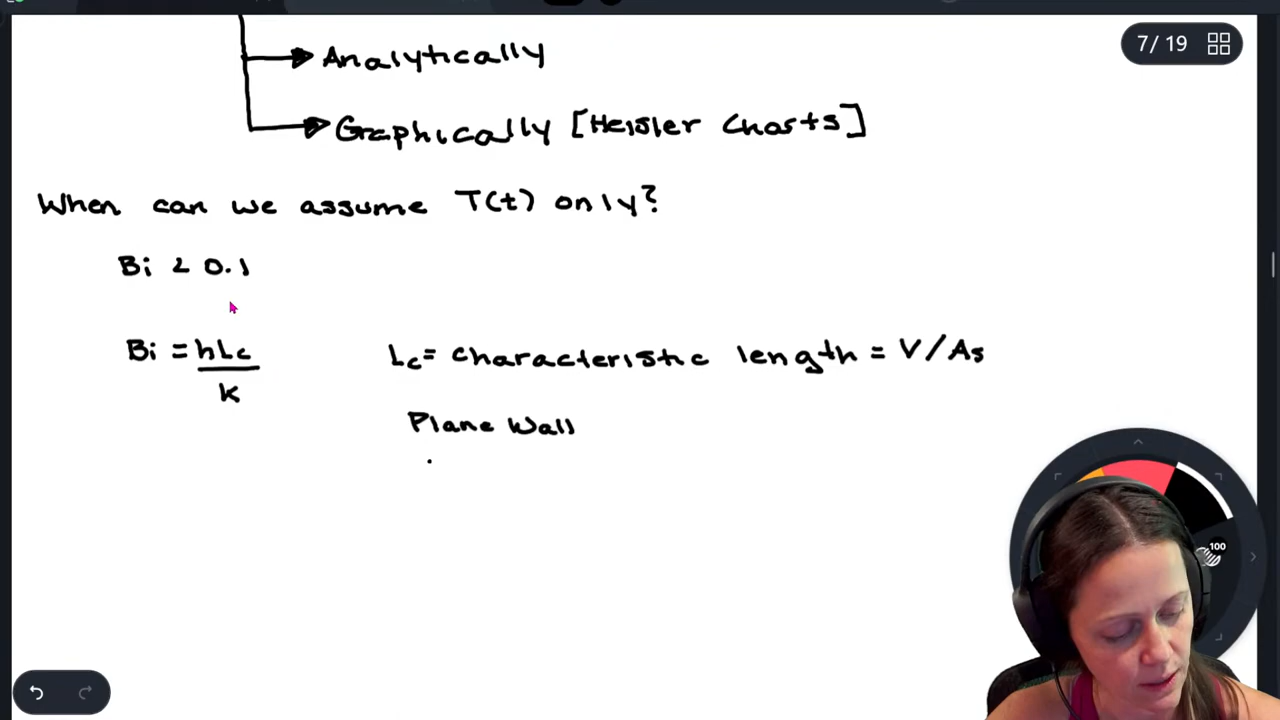 7/19
Analytically
Graphically [Heisler Charts]
When can we assume T(t) only?
Bi < 0.1
Bi = hLc / k
Lc = characteristic length = V/As
Plane Wall
100